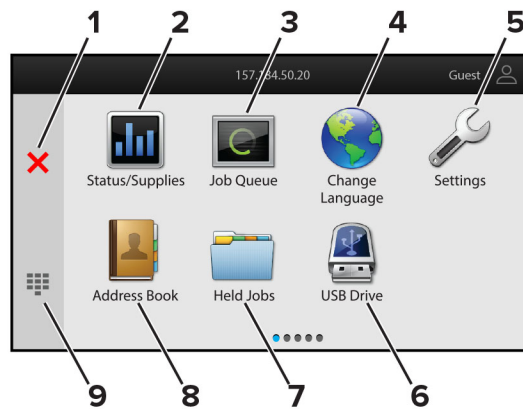 1 2 3 4 5
157.184.50.20 Guest
Status/Supplies Job Queue Change Language Settings
Address Book Held Jobs USB Drive
9 8 7 6